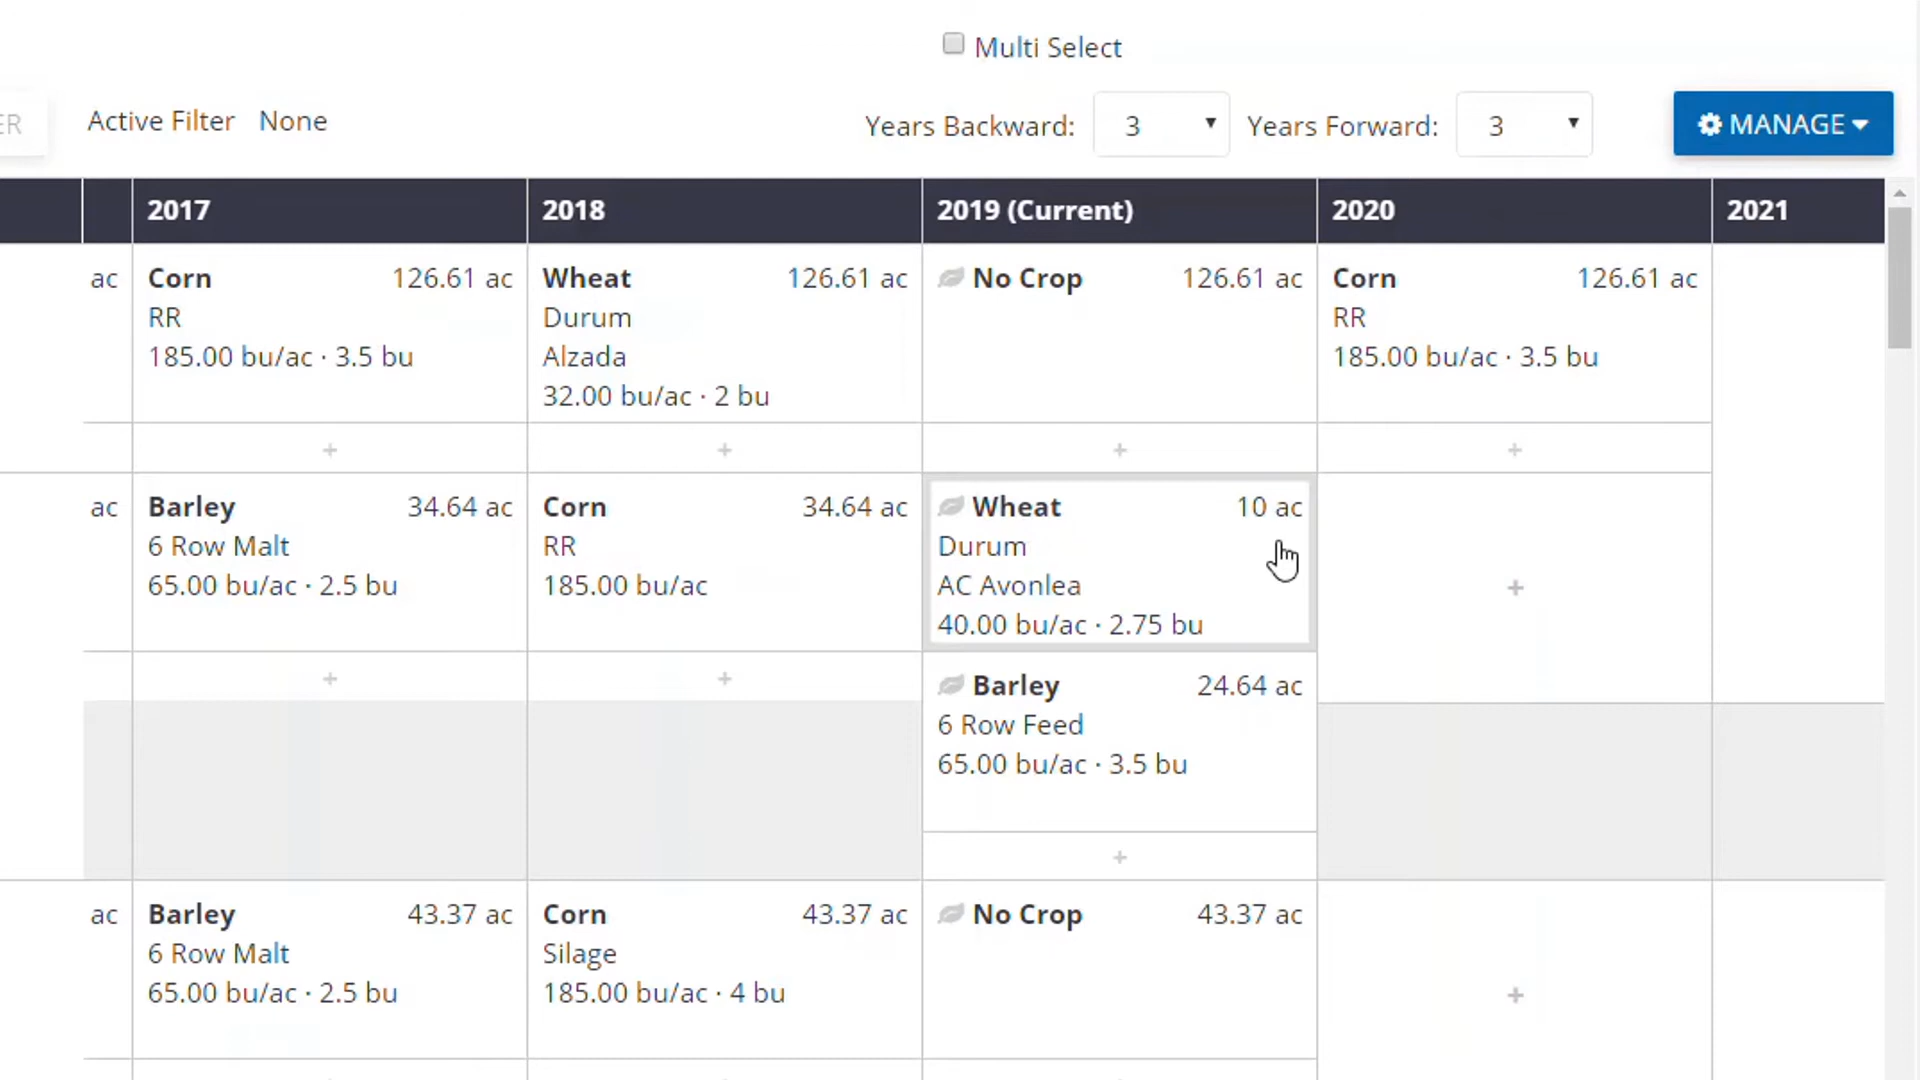 Multi Select
ER
Active Filter None
Years Backward: 3 Years Forward: 3
MANAGE
2017 2018 2019 (Current) 2020 2021
ac Corn 126.61 ac Wheat 126.61 ac No Crop 126.61 ac Corn 126.61 ac
RR Durum RR
185.00 bu/ac · 3.5 bu Alzada 185.00 bu/ac · 3.5 bu
32.00 bu/ac · 2 bu
+ + + +
ac Barley 34.64 ac Corn 34.64 ac Wheat 10 ac
6 Row Malt RR Durum
65.00 bu/ac · 2.5 bu 185.00 bu/ac AC Avonlea +
40.00 bu/ac · 2.75 bu
+ + Barley 24.64 ac
6 Row Feed
65.00 bu/ac · 3.5 bu
+
ac Barley 43.37 ac Corn 43.37 ac No Crop 43.37 ac
6 Row Malt Silage
65.00 bu/ac · 2.5 bu 185.00 bu/ac · 4 bu +